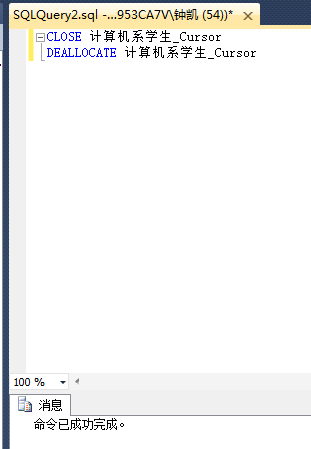 SQLQuery2.sql -...953CA7V\钟凯 (54))*
CLOSE 计算机系学生_Cursor
DEALLOCATE 计算机系学生_Cursor
100 %
消息
命令已成功完成。